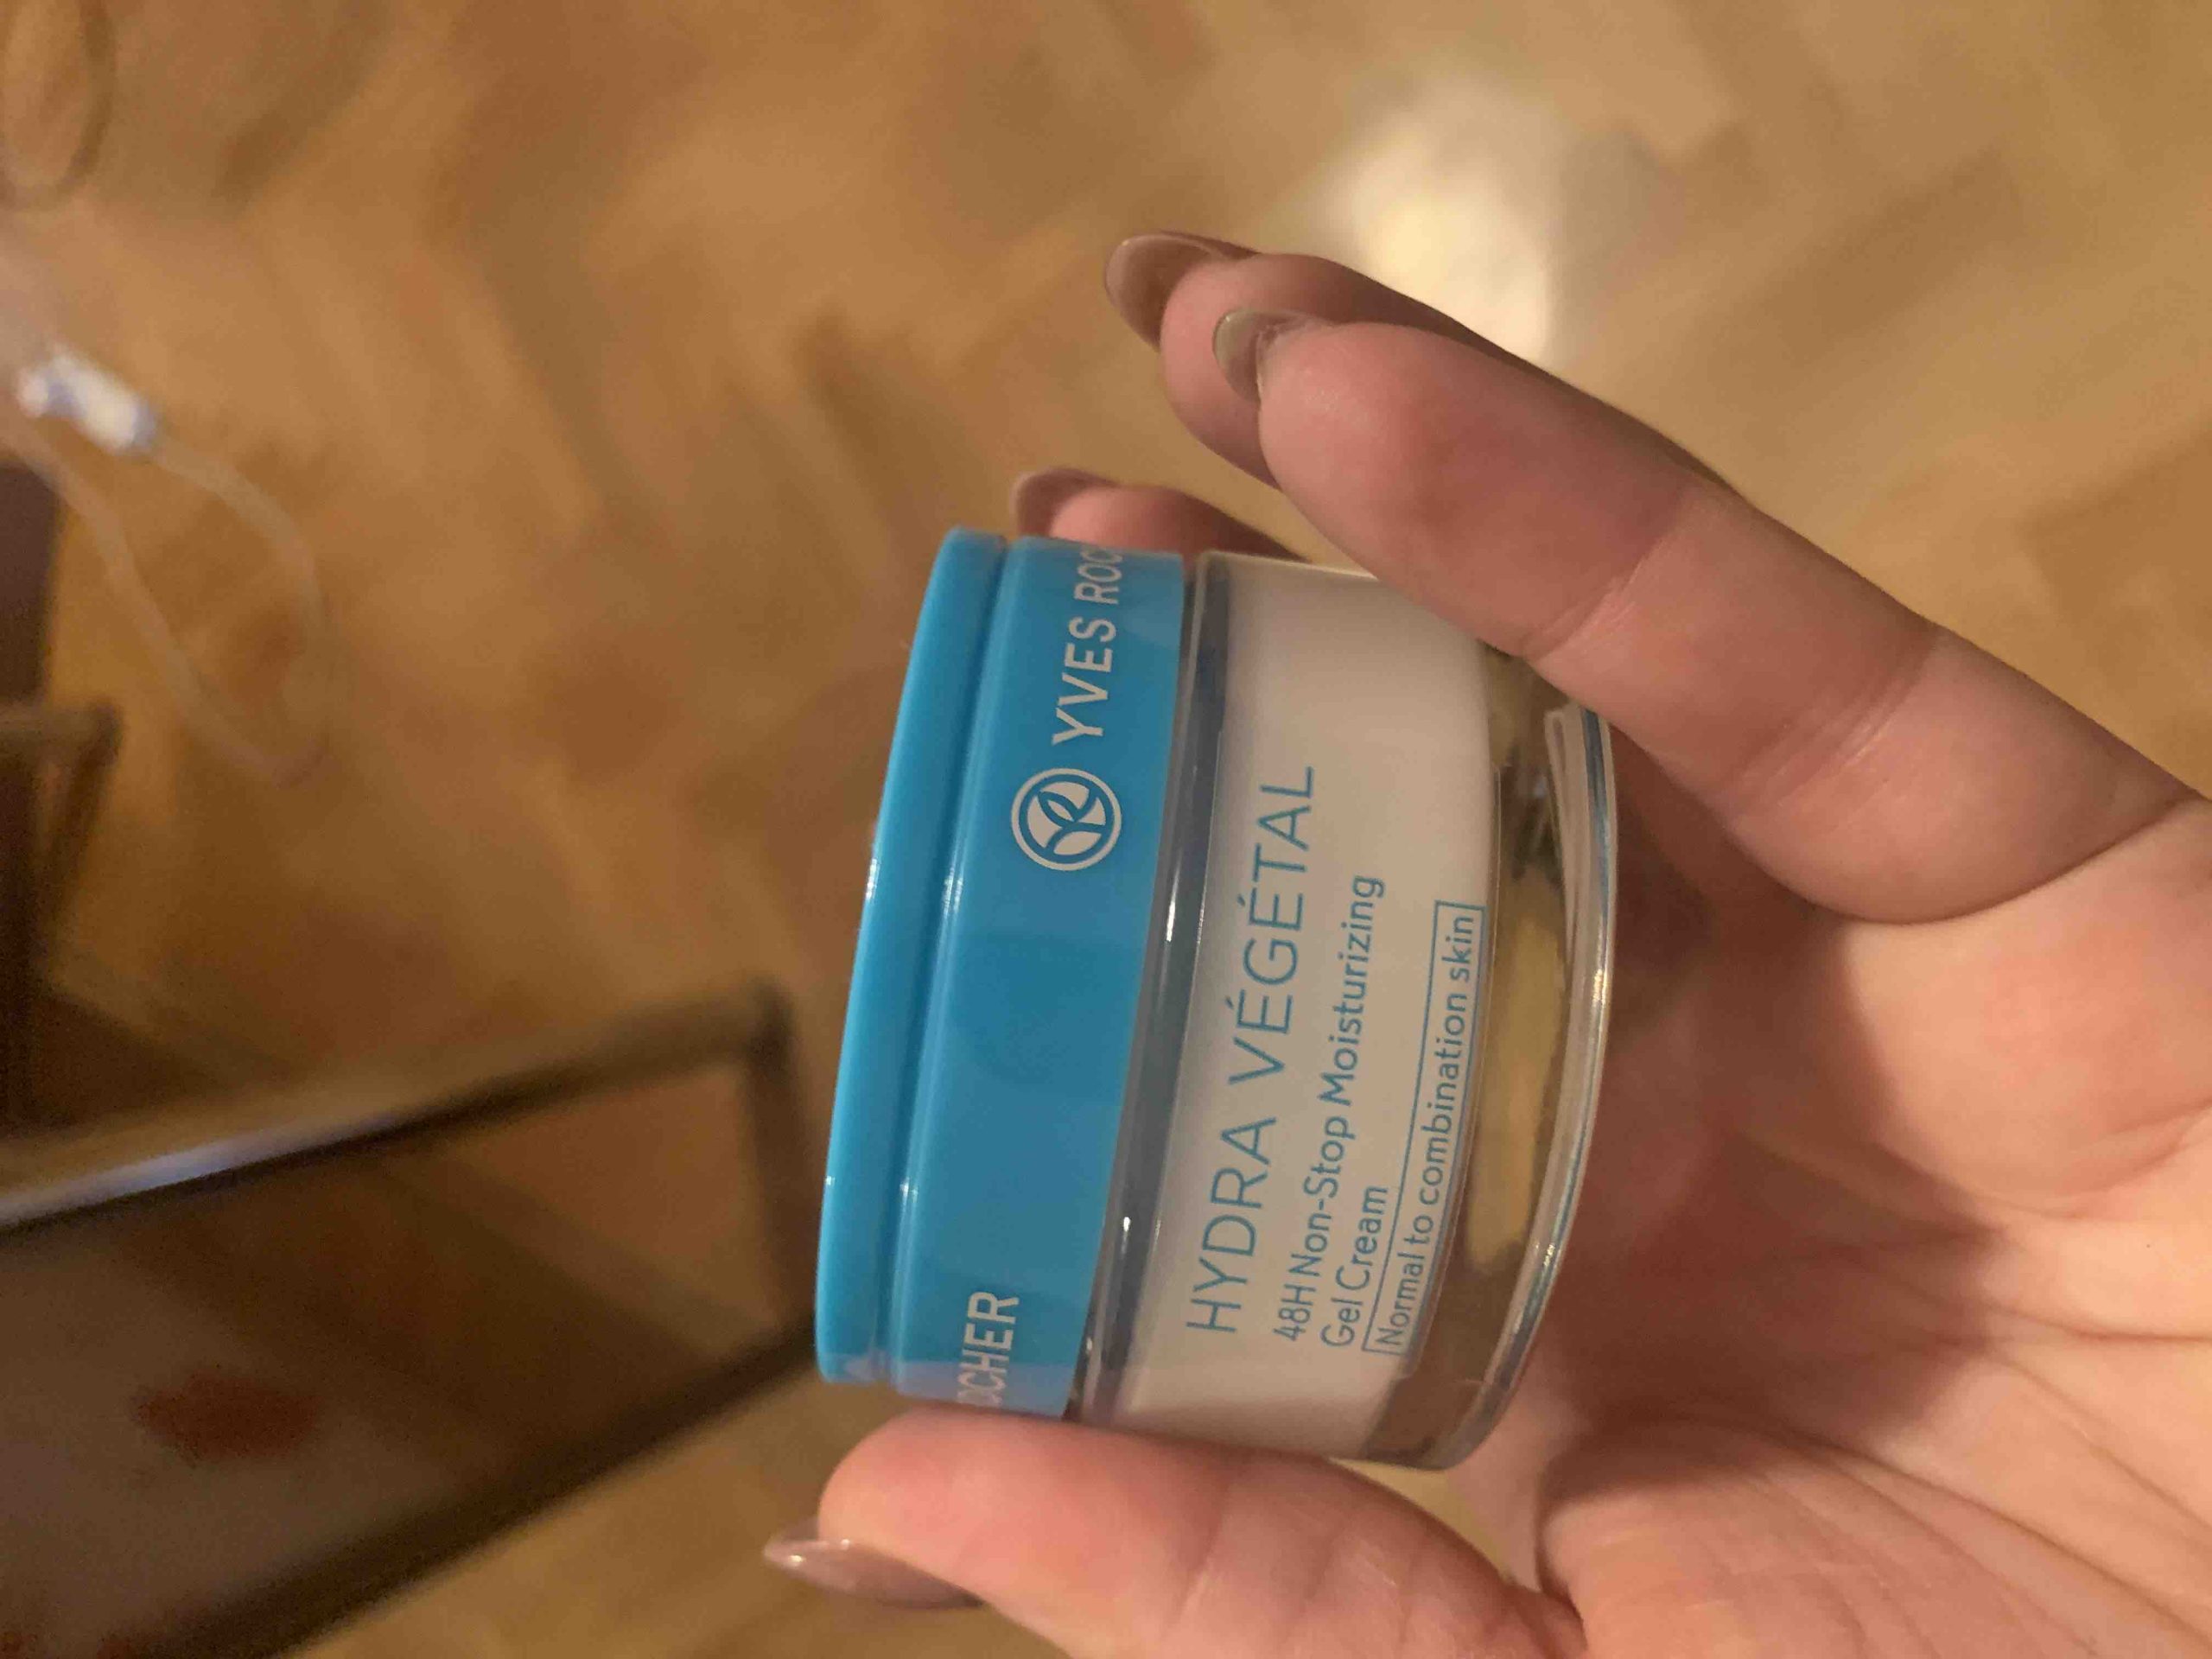 YVES ROC
OCHER
HYDRA VÉGÉTAL
48H Non-Stop Moisturizing
Gel Cream
Normal to combination skin